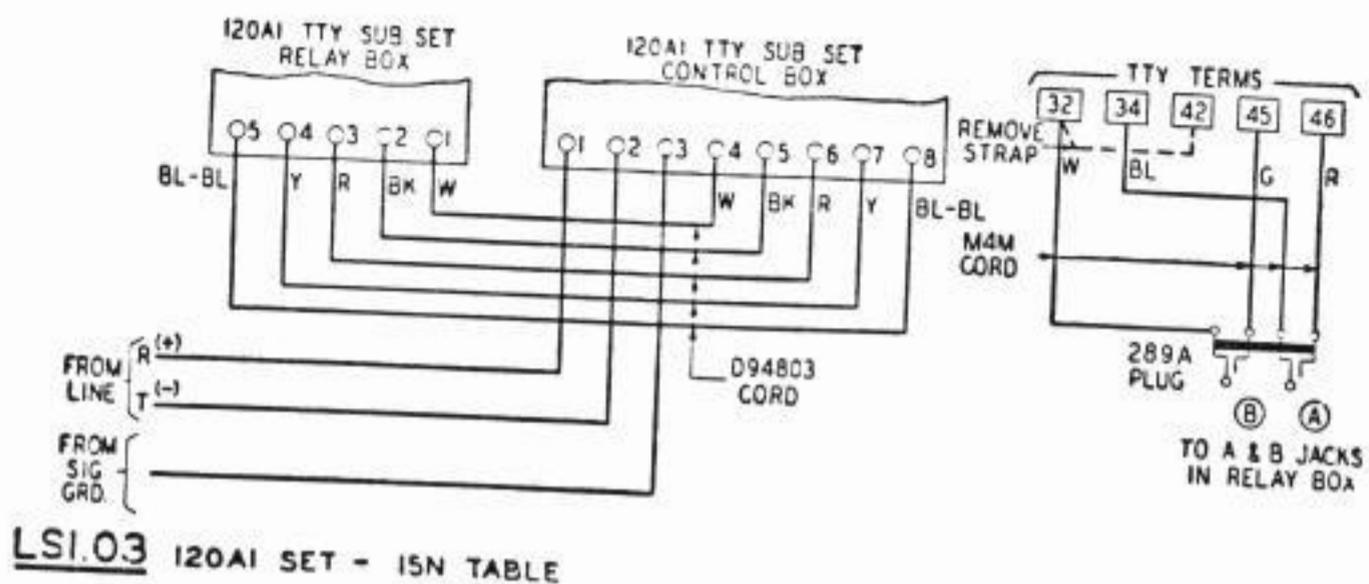 120A1 TTY SUB SET
RELAY BOX
5 4 3 2 1
BL-BL Y R BK W
120A1 TTY SUB SET
CONTROL BOX
1 2 3 4 5 6 7 8
W BK R Y BL-BL
TTY TERMS
32 34 42 45 46
REMOVE
STRAP
W BL G R
M4M
CORD
289A
PLUG
B A
TO A & B JACKS
IN RELAY BOX
D94803
CORD
FROM
LINE
R (+)
T (-)
FROM
SIG
GRD.
LS1.03 120A1 SET - 15N TABLE